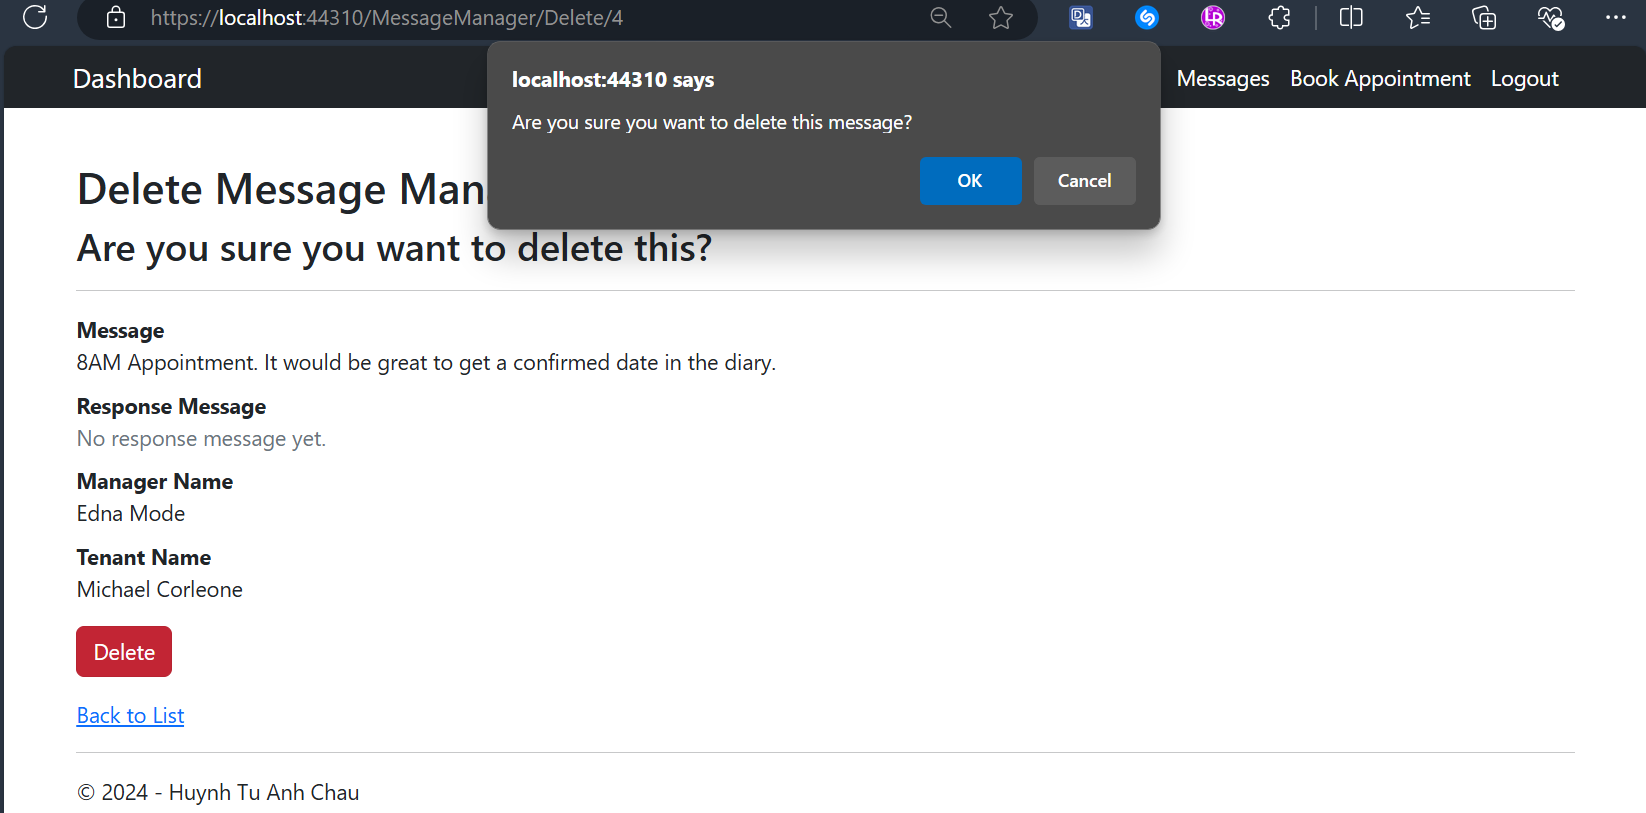 https://localhost:44310/MessageManager/Delete/4
Dashboard
Messages Book Appointment Logout
localhost:44310 says
Are you sure you want to delete this message?
OK Cancel
Delete Message Man
Are you sure you want to delete this?
Message
8AM Appointment. It would be great to get a confirmed date in the diary.
Response Message
No response message yet.
Manager Name
Edna Mode
Tenant Name
Michael Corleone
Delete
Back to List
© 2024 - Huynh Tu Anh Chau